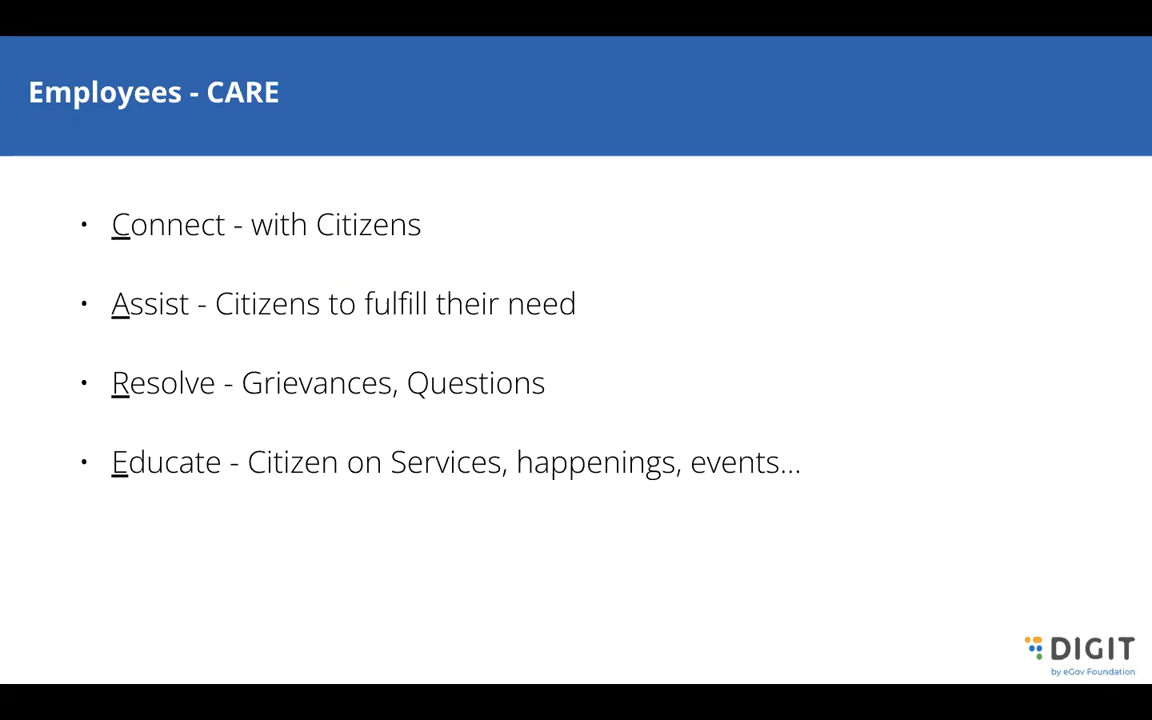 Employees - CARE
• Connect - with Citizens
• Assist - Citizens to fulfill their need
• Resolve - Grievances, Questions
• Educate - Citizen on Services, happenings, events...
DIGIT
by eGov Foundation